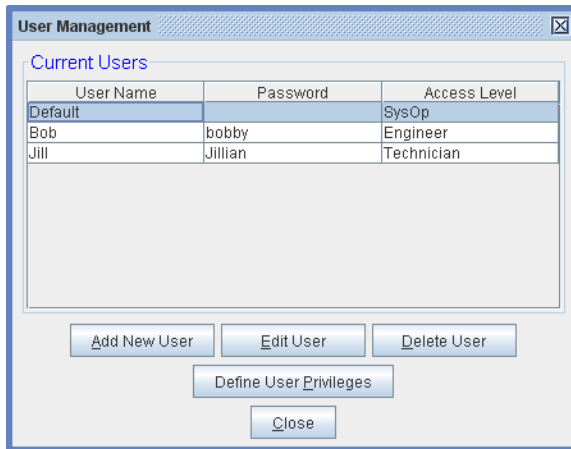 User Management
Current Users
User Name Password Access Level
Default SysOp
Bob bobby Engineer
Jill Jillian Technician
Add New User Edit User Delete User
Define User Privileges
Close